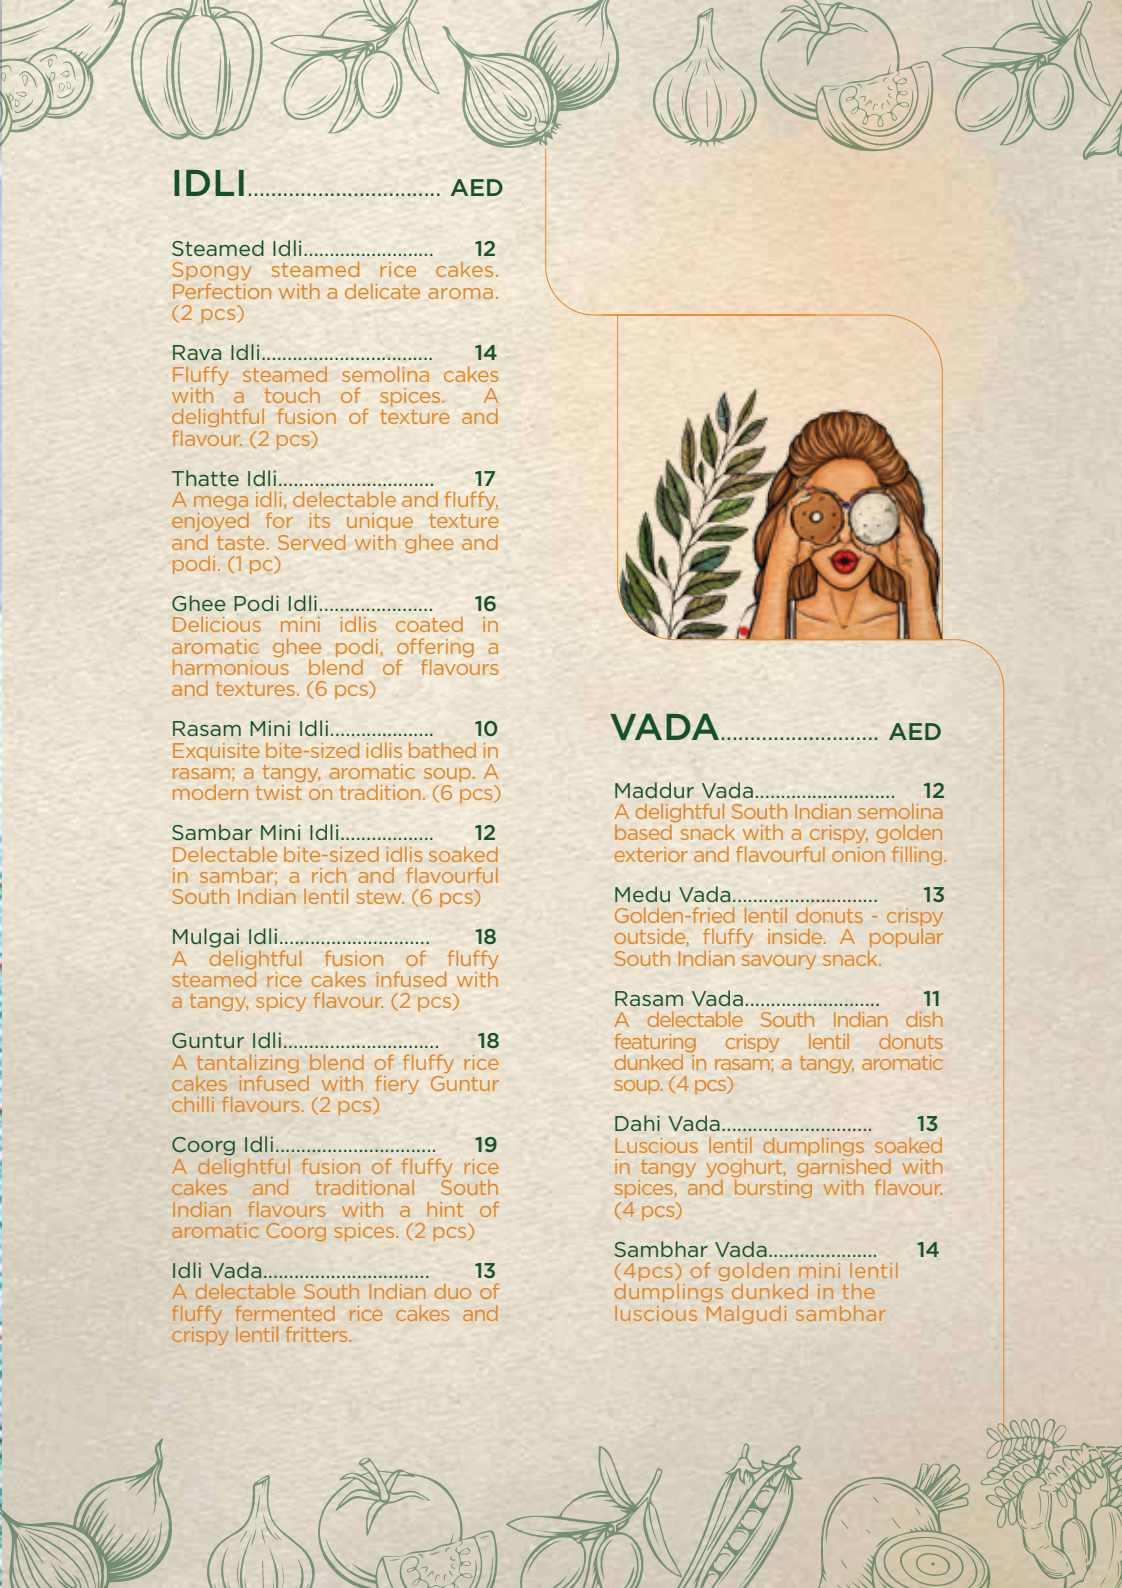 IDLI................................. AED
Steamed Idli......................... 12
Spongy steamed rice cakes.
Perfection with a delicate aroma.
(2 pcs)
Rava Idli................................. 14
Fluffy steamed semolina cakes
with a touch of spices. A
delightful fusion of texture and
flavour. (2 pcs)
Thatte Idli.............................. 17
A mega idli, delectable and fluffy,
enjoyed for its unique texture
and taste. Served with ghee and
podi. (1 pc)
Ghee Podi Idli...................... 16
Delicious mini idlis coated in
aromatic ghee podi, offering a
harmonious blend of flavours
and textures. (6 pcs)
Rasam Mini Idli.................... 10
Exquisite bite-sized idlis bathed in
rasam; a tangy, aromatic soup. A
modern twist on tradition. (6 pcs)
Sambar Mini Idli.................. 12
Delectable bite-sized idlis soaked
in sambar; a rich and flavourful
South Indian lentil stew. (6 pcs)
Mulgai Idli............................. 18
A delightful fusion of fluffy
steamed rice cakes infused with
a tangy, spicy flavour. (2 pcs)
Guntur Idli.............................. 18
A tantalizing blend of fluffy rice
cakes infused with fiery Guntur
chilli flavours. (2 pcs)
Coorg Idli............................... 19
A delightful fusion of fluffy rice
cakes and traditional South
Indian flavours with a hint of
aromatic Coorg spices. (2 pcs)
Idli Vada................................ 13
A delectable South Indian duo of
fluffy fermented rice cakes and
crispy lentil fritters.
VADA........................... AED
Maddur Vada........................... 12
A delightful South Indian semolina
based snack with a crispy, golden
exterior and flavourful onion filling.
Medu Vada............................ 13
Golden-fried lentil donuts - crispy
outside, fluffy inside. A popular
South Indian savoury snack.
Rasam Vada.......................... 11
A delectable South Indian dish
featuring crispy lentil donuts
dunked in rasam; a tangy, aromatic
soup. (4 pcs)
Dahi Vada............................. 13
Luscious lentil dumplings soaked
in tangy yoghurt, garnished with
spices, and bursting with flavour.
(4 pcs)
Sambhar Vada..................... 14
(4pcs) of golden mini lentil
dumplings dunked in the
luscious Malgudi sambhar